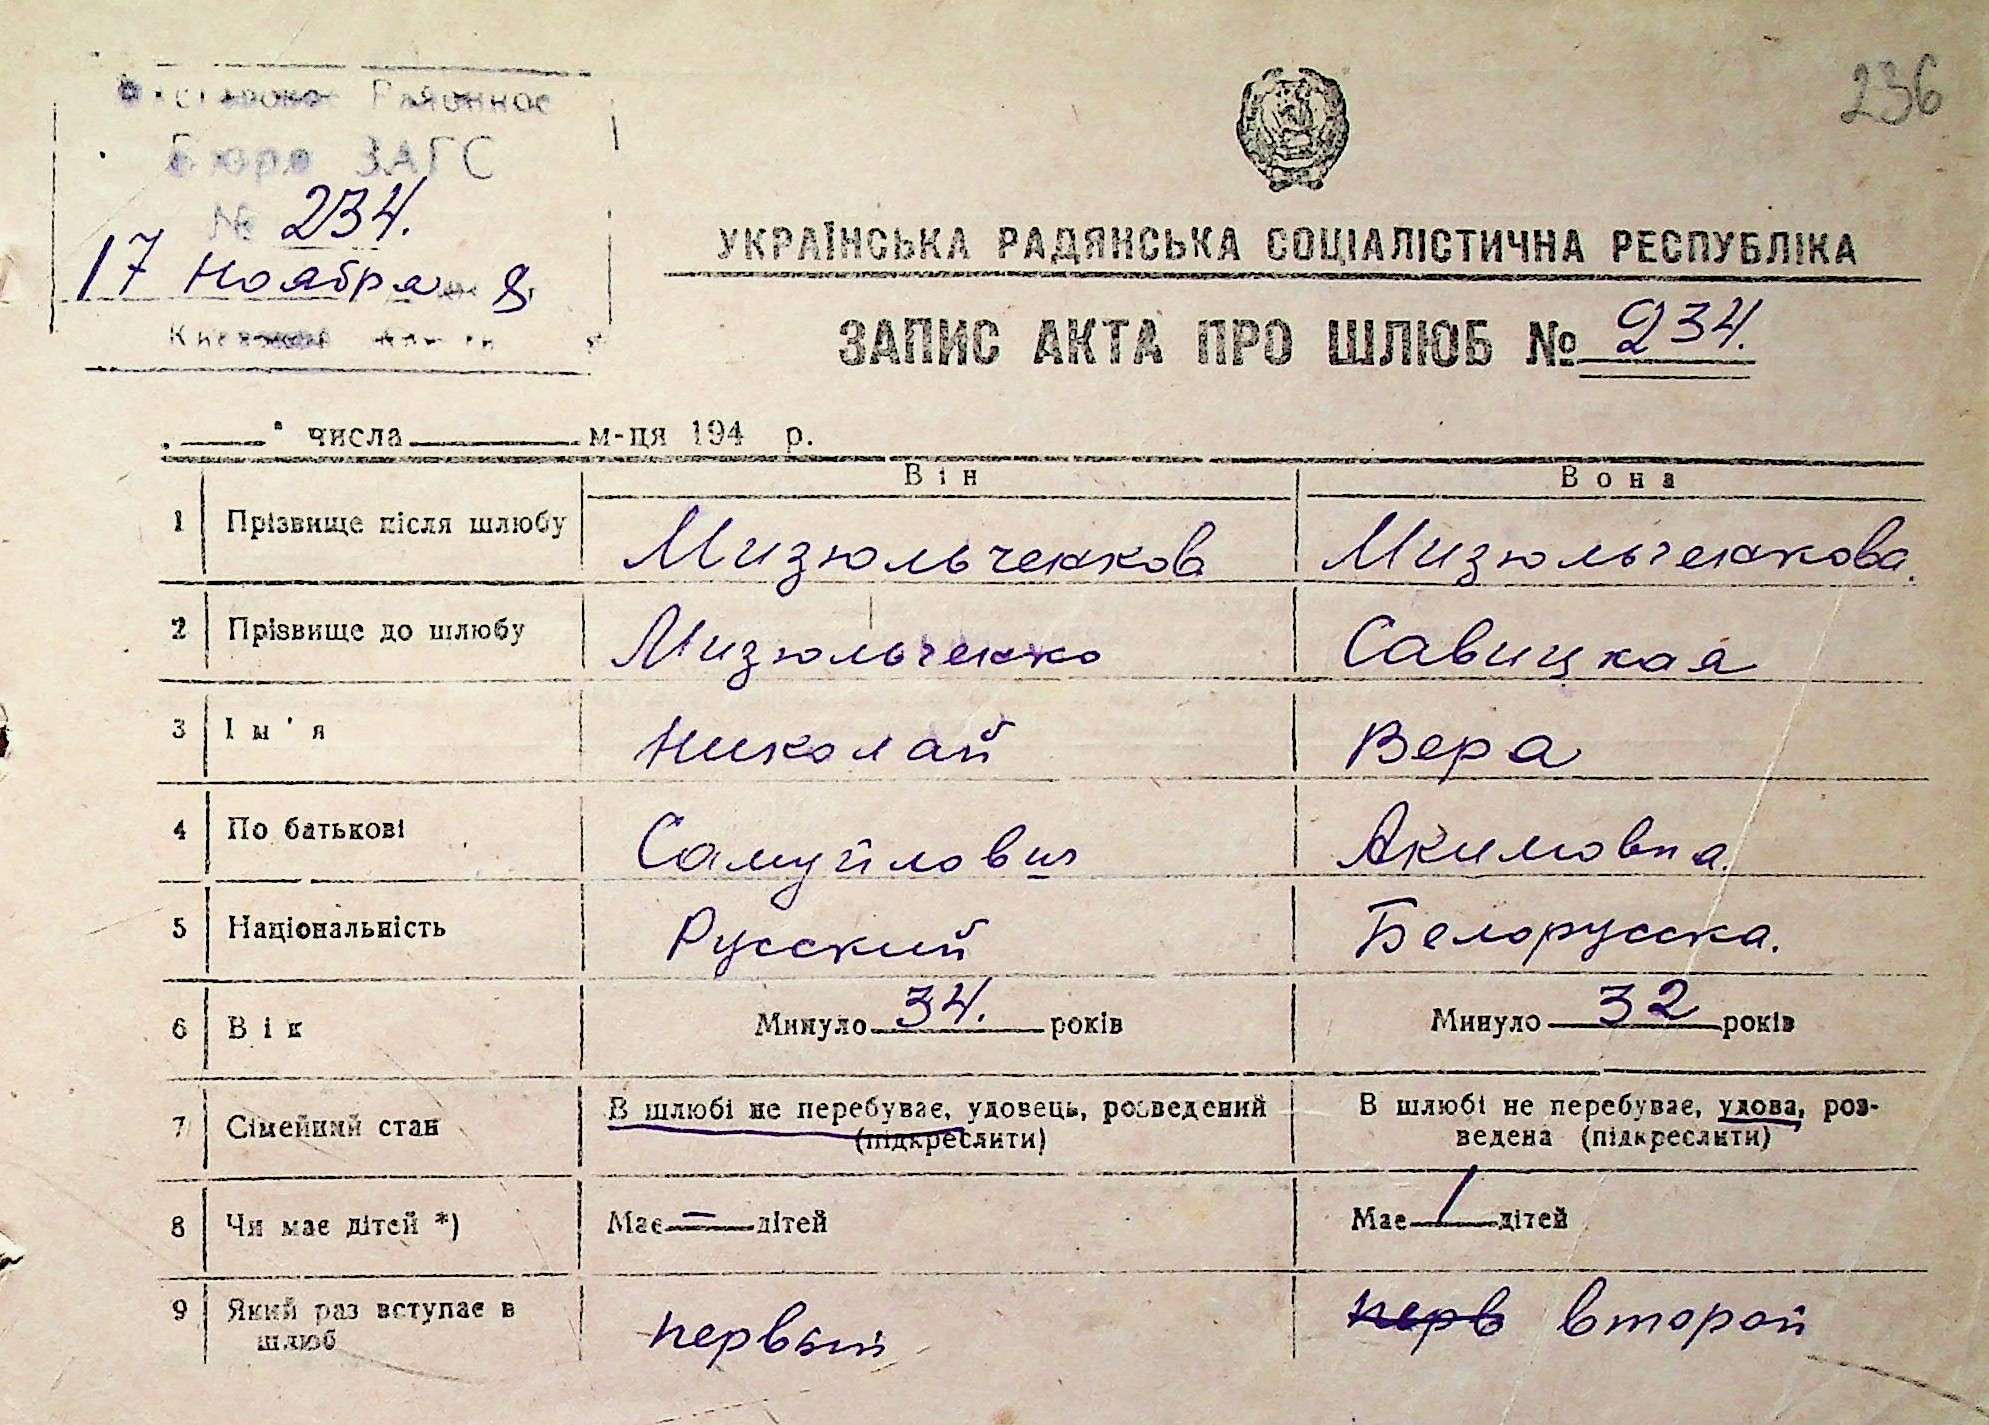 Районное
236
Бюро ЗАГС
№ 234.
17 Ноября 8
УКРАЇНСЬКА РАДЯНСЬКА СОЦІАЛІСТИЧНА РЕСПУБЛІКА
ЗАПИС АКТА ПРО ШЛЮБ № 234.
„ “ числа м-ця 194 р.
Він Вона
1 Прізвище після шлюбу Мизюльченков Мизюльченкова.
2 Прізвище до шлюбу Мизюльченко Савицкая
3 Ім'я Николай Вера
4 По батькові Самуйлович Акимовна.
5 Національність Русский Белорусска.
6 Вік Минуло 34. років Минуло 32 років
7 Сімейний стан В шлюбі не перебуває, удовець, розведений В шлюбі не перебуває, удова, роз-
(підкреслити) ведена (підкреслити)
8 Чи має дітей *) Має – дітей Має 1 дітей
9 Який раз вступає в первый перв второй
шлюб